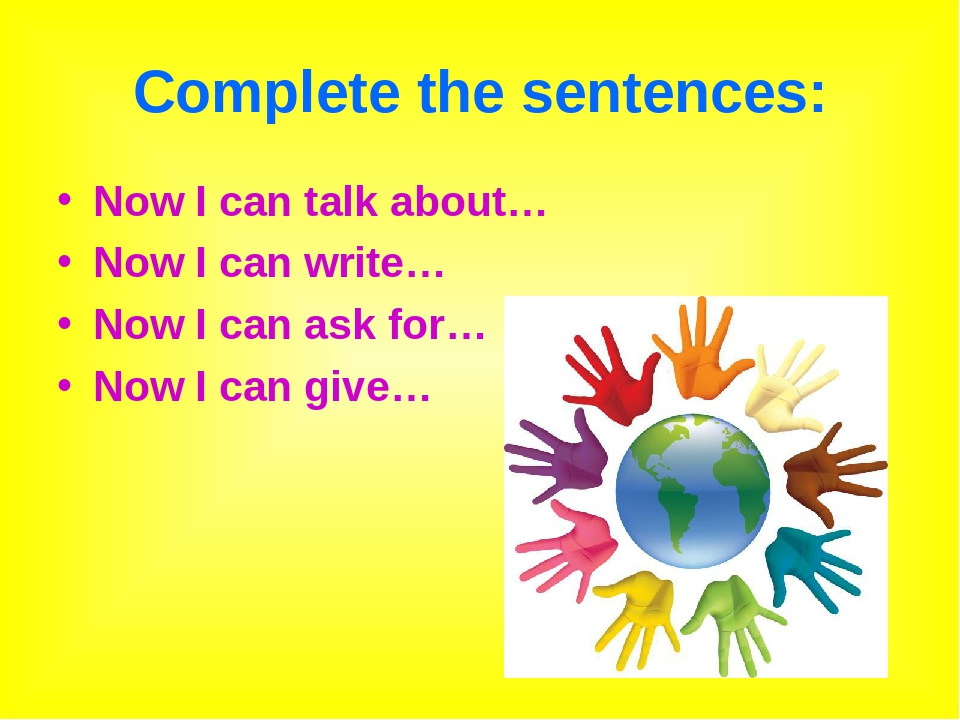 Complete the sentences:
• Now I can talk about…
• Now I can write…
• Now I can ask for…
• Now I can give…